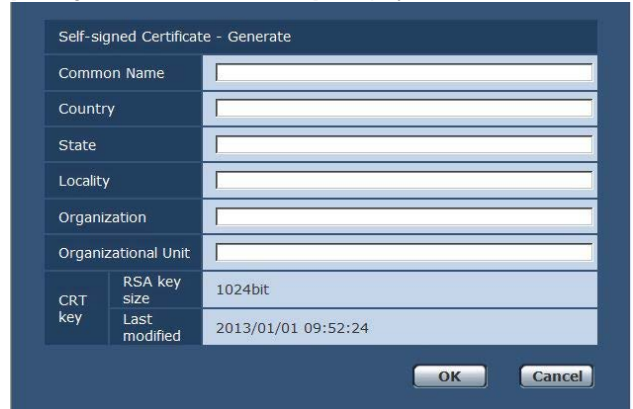 Self-signed Certificate - Generate
Common Name
Country
State
Locality
Organization
Organizational Unit
CRT key
RSA key size
1024bit
Last modified
2013/01/01 09:52:24
OK
Cancel